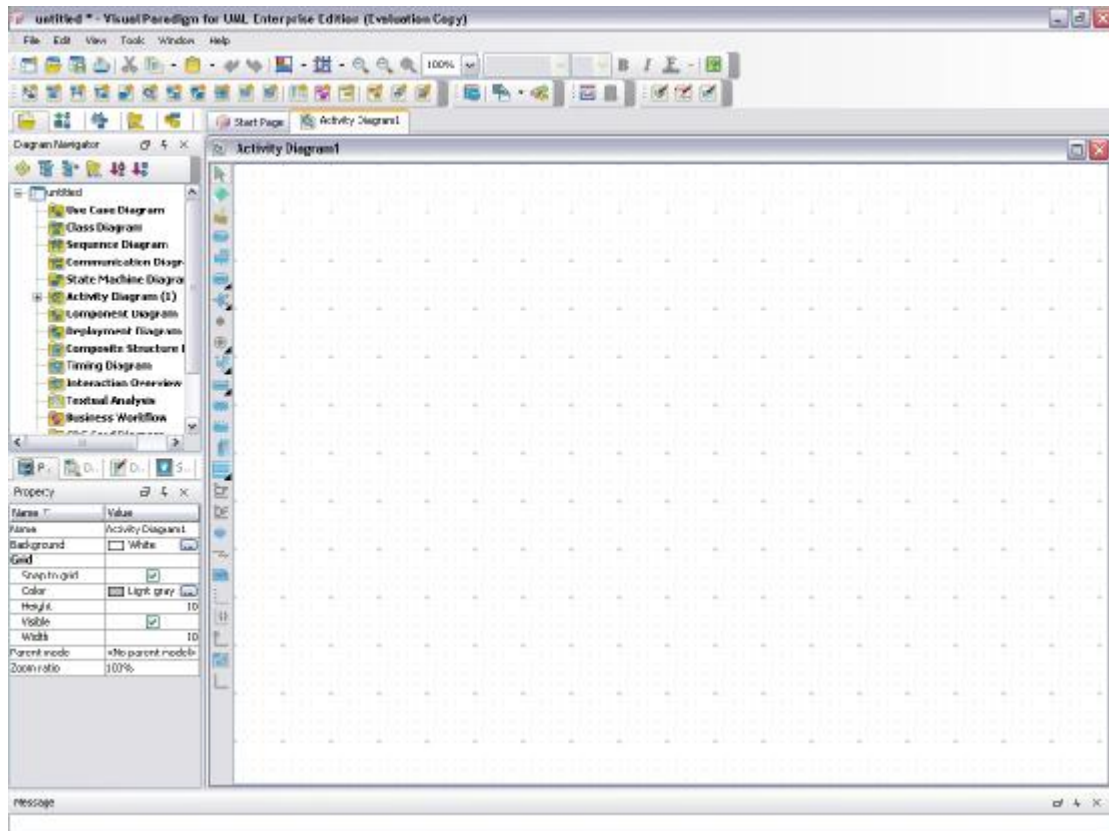 untitled * - Visual Paradigm for UML Enterprise Edition (Evaluation Copy)
File Edit View Tools Window Help
100%
B I
Start Page Activity Diagram1
Diagram Navigator
Activity Diagram1
untitled
Use Case Diagram
Class Diagram
Sequence Diagram
Communication Diagr
State Machine Diagra
Activity Diagram (1)
Component Diagram
Deployment Diagram
Composite Structure
Timing Diagram
Interaction Overview
Textual Analysis
Business Workflow
P.. D.. D.. S..
Property
Name Value
Name Activity Diagram1
Background White
Grid
Snap to grid
Color Light gray
Height 10
Visible
Width 10
Parent model <No parent model>
Zoom ratio 100%
Message